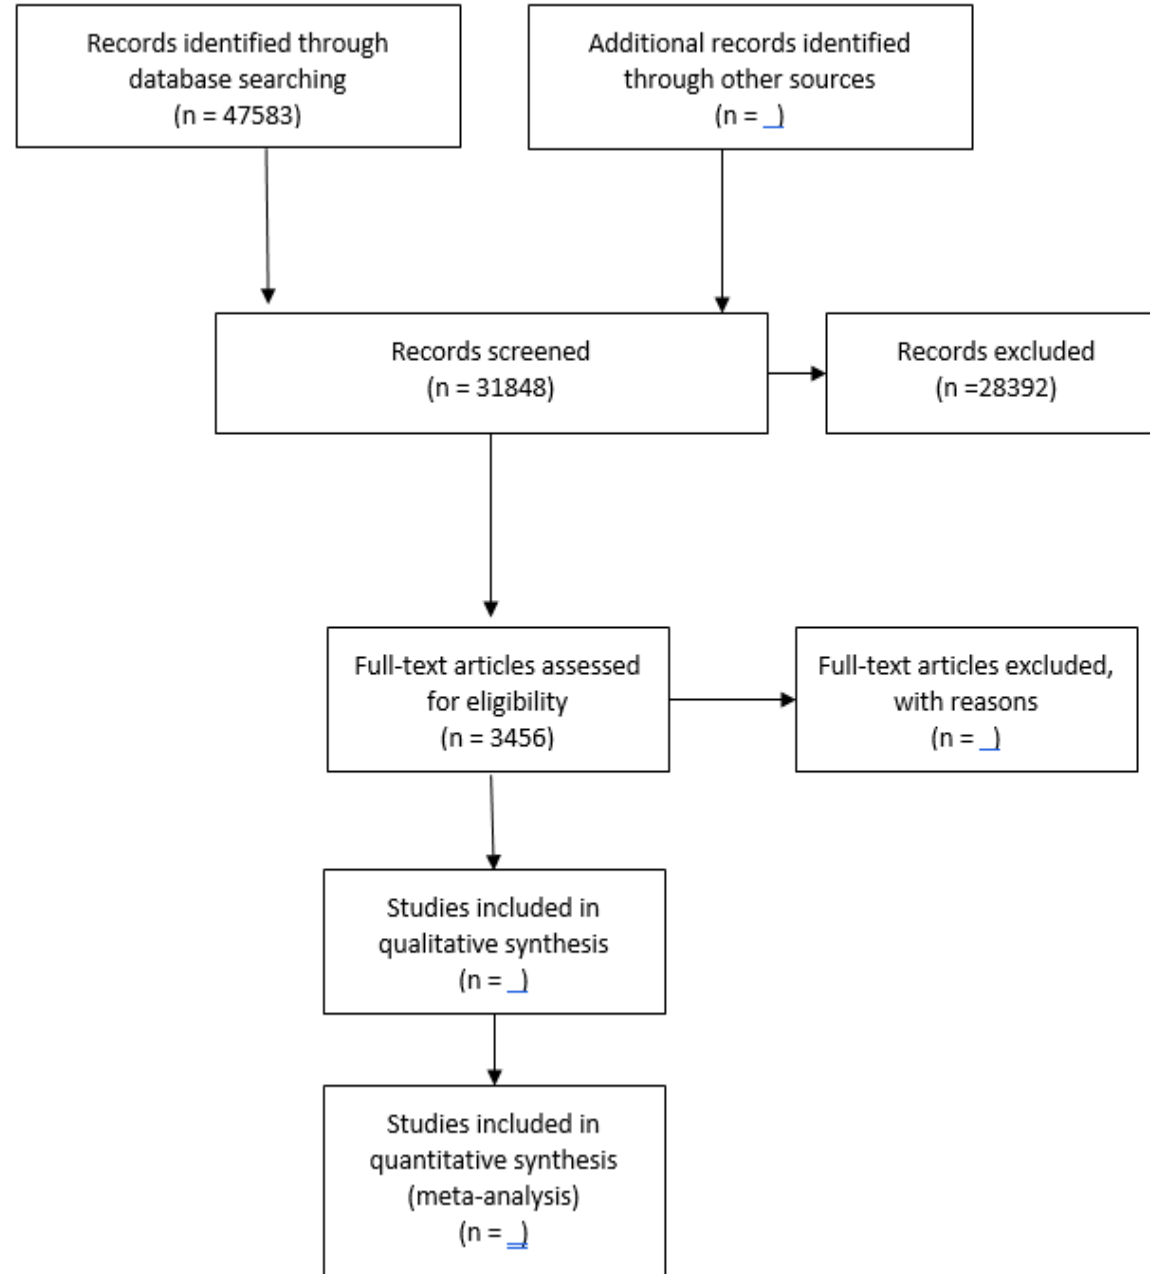 Records identified through
database searching
(n = 47583)
Additional records identified
through other sources
(n = _)
Records screened
(n = 31848)
Records excluded
(n =28392)
Full-text articles assessed
for eligibility
(n = 3456)
Full-text articles excluded,
with reasons
(n = _)
Studies included in
qualitative synthesis
(n = _)
Studies included in
quantitative synthesis
(meta-analysis)
(n = _)